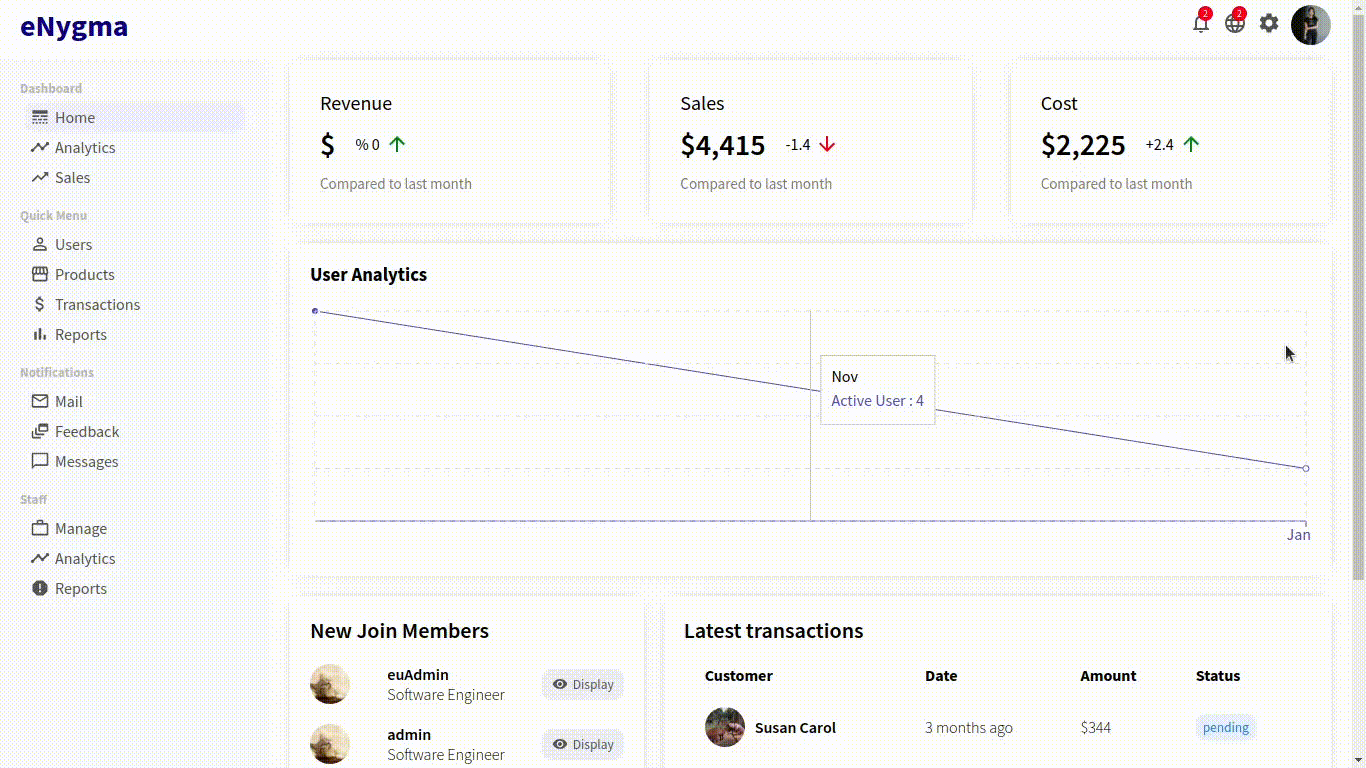 eNygma
2
2
Dashboard
Home
Analytics
Sales
Quick Menu
Users
Products
Transactions
Reports
Notifications
Mail
Feedback
Messages
Staff
Manage
Analytics
Reports
Revenue
$ % 0
Compared to last month
Sales
$4,415 -1.4
Compared to last month
Cost
$2,225 +2.4
Compared to last month
User Analytics
Nov
Active User : 4
Jan
New Join Members
euAdmin
Software Engineer
Display
admin
Software Engineer
Display
Latest transactions
Customer Date Amount Status
Susan Carol 3 months ago $344 pending